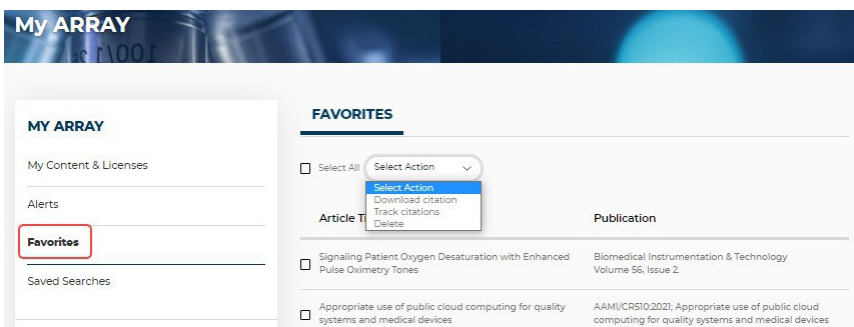 My ARRAY
MY ARRAY
My Content & Licenses
Alerts
Favorites
Saved Searches
FAVORITES
Select All
Select Action
Select Action
Download citation
Track citations
Delete
Article T
Publication
Signaling Patient Oxygen Desaturation with Enhanced
Pulse Oximetry Tones
Biomedical Instrumentation & Technology
Volume 56, Issue 2
Appropriate use of public cloud computing for quality
systems and medical devices
AAMI/CR510:2021; Appropriate use of public cloud
computing for quality systems and medical devices